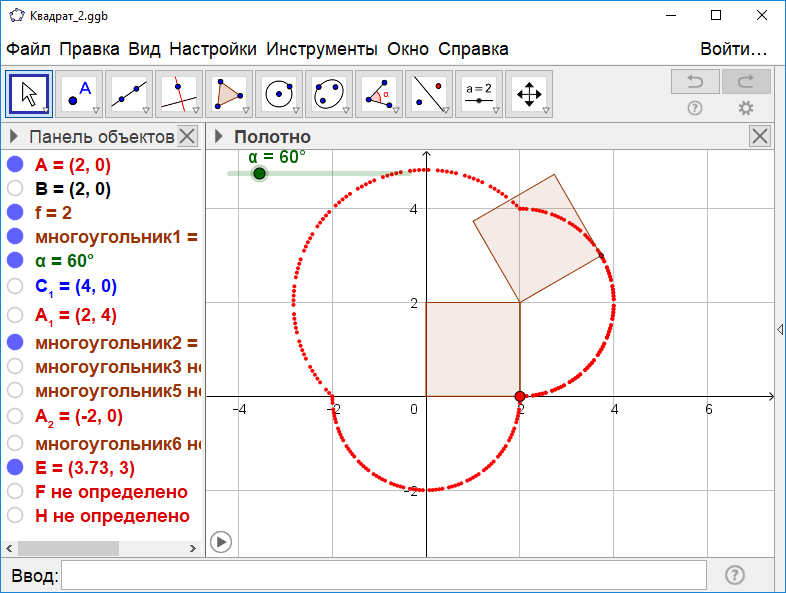 Квадрат_2.ggb
Файл Правка Вид Настройки Инструменты Окно Справка Войти...
A α a = 2
Панель объектов
Полотно
A = (2, 0)
B = (2, 0)
f = 2
многоугольник1 =
α = 60°
C1 = (4, 0)
A1 = (2, 4)
многоугольник2 =
многоугольник3 не
многоугольник5 не
A2 = (-2, 0)
многоугольник6 не
E = (3.73, 3)
F не определено
H не определено
α = 60°
4
2
−4 −2 0 2 4 6
−2
Ввод: ?